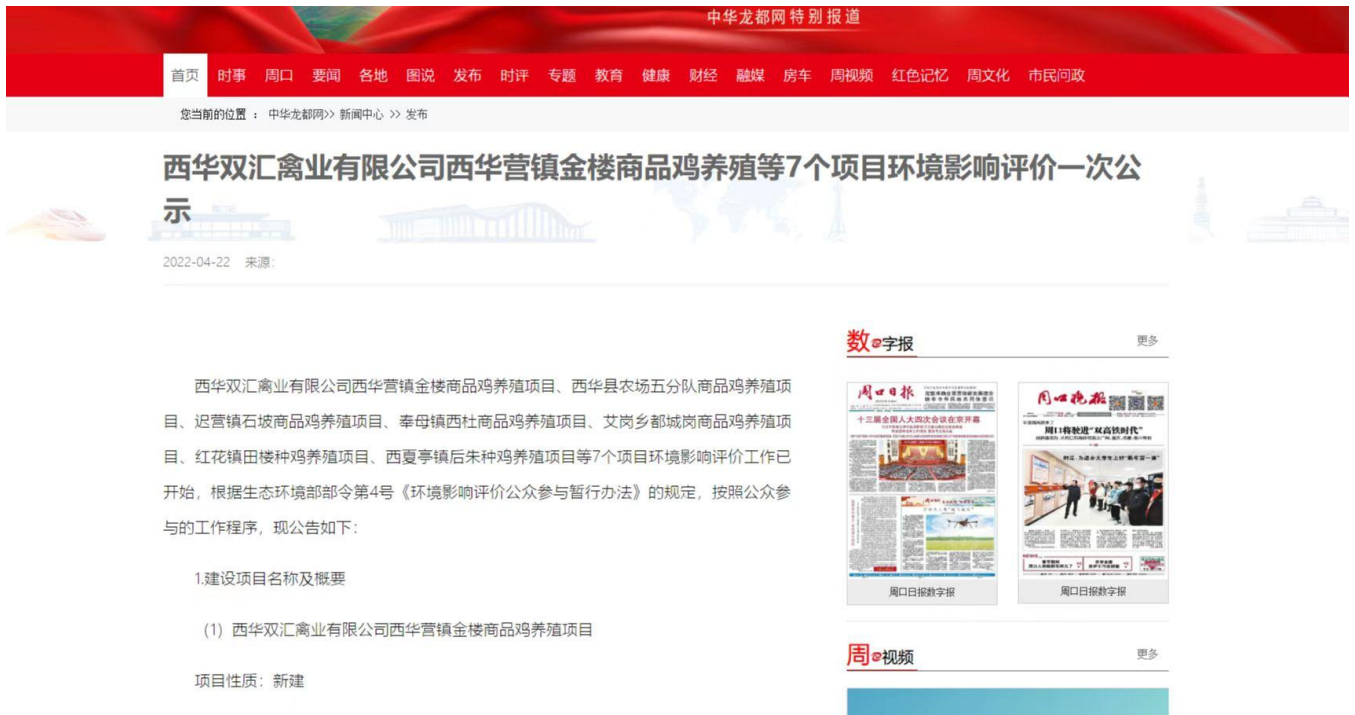 中华龙都网特别报道
首页 时事 周口 要闻 各地 图说 发布 时评 专题 教育 健康 财经 融媒 房车 周视频 红色记忆 周文化 市民问政
您当前的位置 ： 中华龙都网>> 新闻中心 >> 发布
西华双汇禽业有限公司西华营镇金楼商品鸡养殖等7个项目环境影响评价一次公
示
2022-04-22 来源:
西华双汇禽业有限公司西华营镇金楼商品鸡养殖项目、西华县农场五分队商品鸡养殖项
目、迟营镇石坡商品鸡养殖项目、奉母镇西杜商品鸡养殖项目、艾岗乡都城岗商品鸡养殖项
目、红花镇田楼种鸡养殖项目、西夏亭镇后朱种鸡养殖项目等7个项目环境影响评价工作已
开始，根据生态环境部部令第4号《环境影响评价公众参与暂行办法》的规定，按照公众参
与的工作程序，现公告如下：
1.建设项目名称及概要
（1）西华双汇禽业有限公司西华营镇金楼商品鸡养殖项目
项目性质：新建
数字报
更多
周口日报
十三届全国人大四次会议在京开幕
周口晚报
周口将驶进“双高铁时代”
周口日报数字报
周口日报数字报
周视频
更多